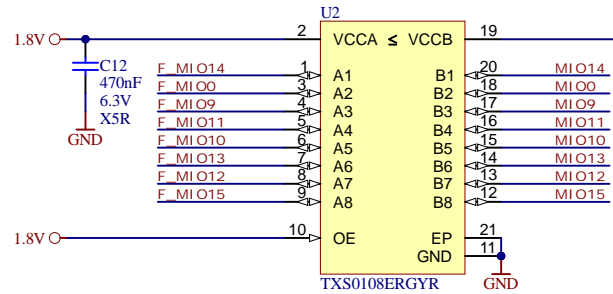 U2
1.8V 2 VCCA ≤ VCCB 19
C12
470nF
6.3V
X5R
GND
F_MIO14 1 A1 B1 20 MIO14
F_MIO0 3 A2 B2 18 MIO0
F_MIO9 4 A3 B3 17 MIO9
F_MIO11 5 A4 B4 16 MIO11
F_MIO10 6 A5 B5 15 MIO10
F_MIO13 7 A6 B6 14 MIO13
F_MIO12 8 A7 B7 13 MIO12
F_MIO15 9 A8 B8 12 MIO15
1.8V 10 OE EP 21
GND 11
TXS0108ERGYR
GND